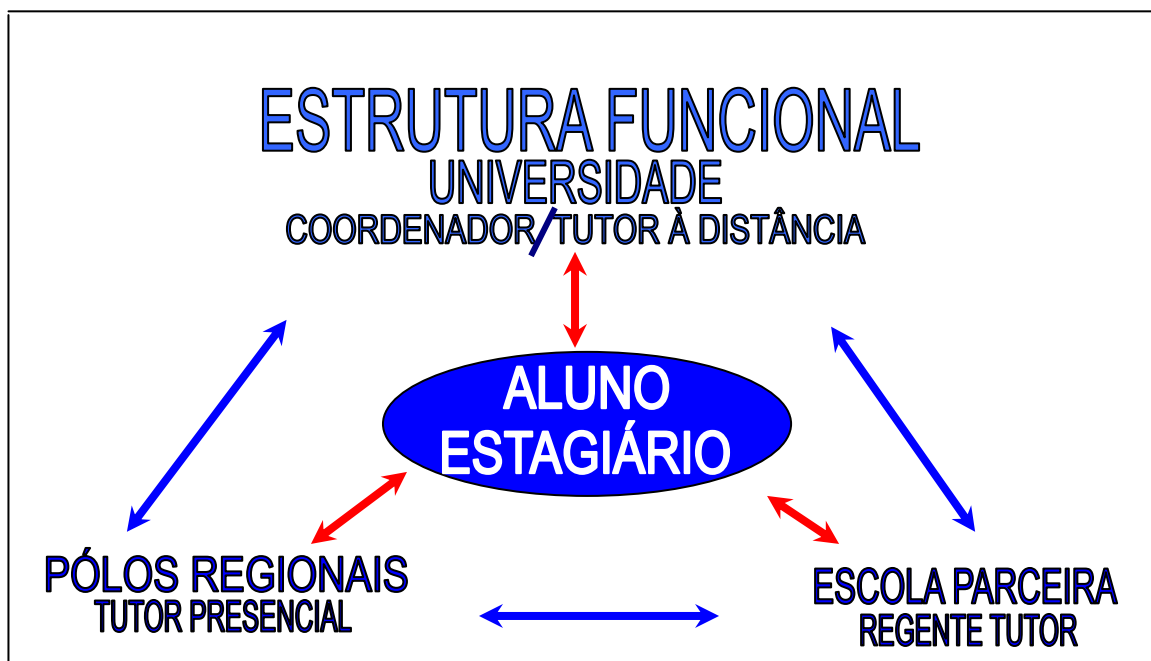 ESTRUTURA FUNCIONAL
UNIVERSIDADE
COORDENADOR/TUTOR À DISTÂNCIA
ALUNO
ESTAGIÁRIO
PÓLOS REGIONAIS
TUTOR PRESENCIAL
ESCOLA PARCEIRA
REGENTE TUTOR